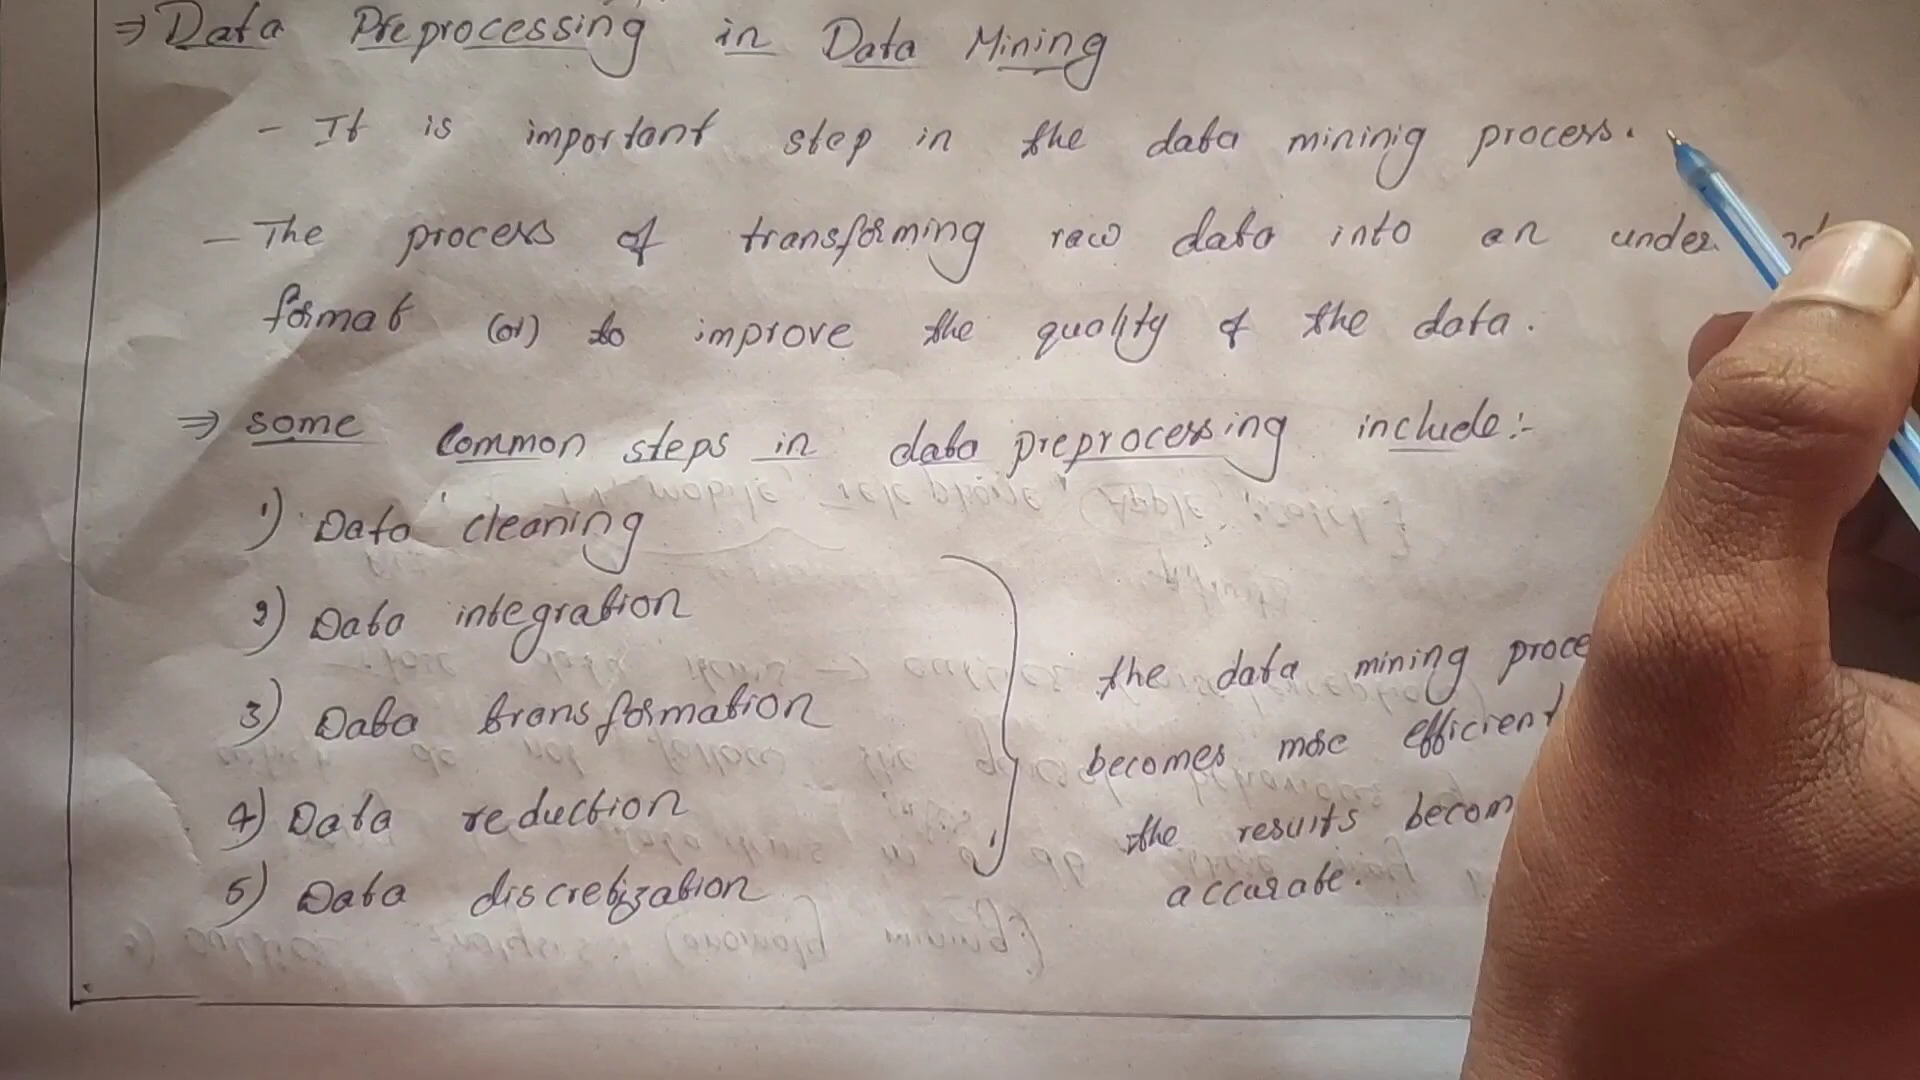 ⇒ Data Preprocessing in Data Mining
- It is important step in the data mininig process.
- The process of transforming raw data into an
format (or) to improve the quality of the data.
⇒ some common steps in data preprocessing include:-
1) Data cleaning
2) Data integration
3) Data transformation
4) Data reduction
5) Data discretization
the data mining
becomes more efficient
the results
accurate.